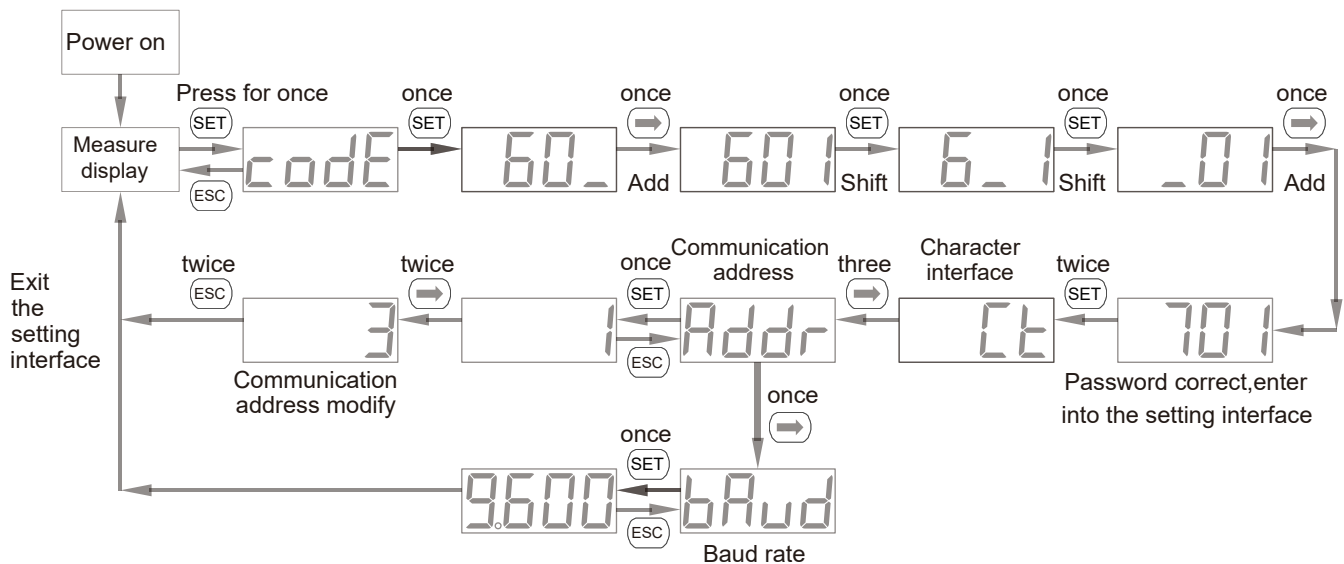 Power on
Press for once
once
once
once
once
once
SET
SET
SET
SET
Measure
display
codE
60_
601
6_1
_01
ESC
Add
Shift
Shift
Add
Communication
address
Character
interface
Exit
the
setting
interface
twice
twice
once
three
twice
ESC
SET
SET
3
1
Addr
Ct
701
ESC
Communication
address modify
Password correct,enter
into the setting interface
once
once
SET
9.600
bAud
ESC
Baud rate